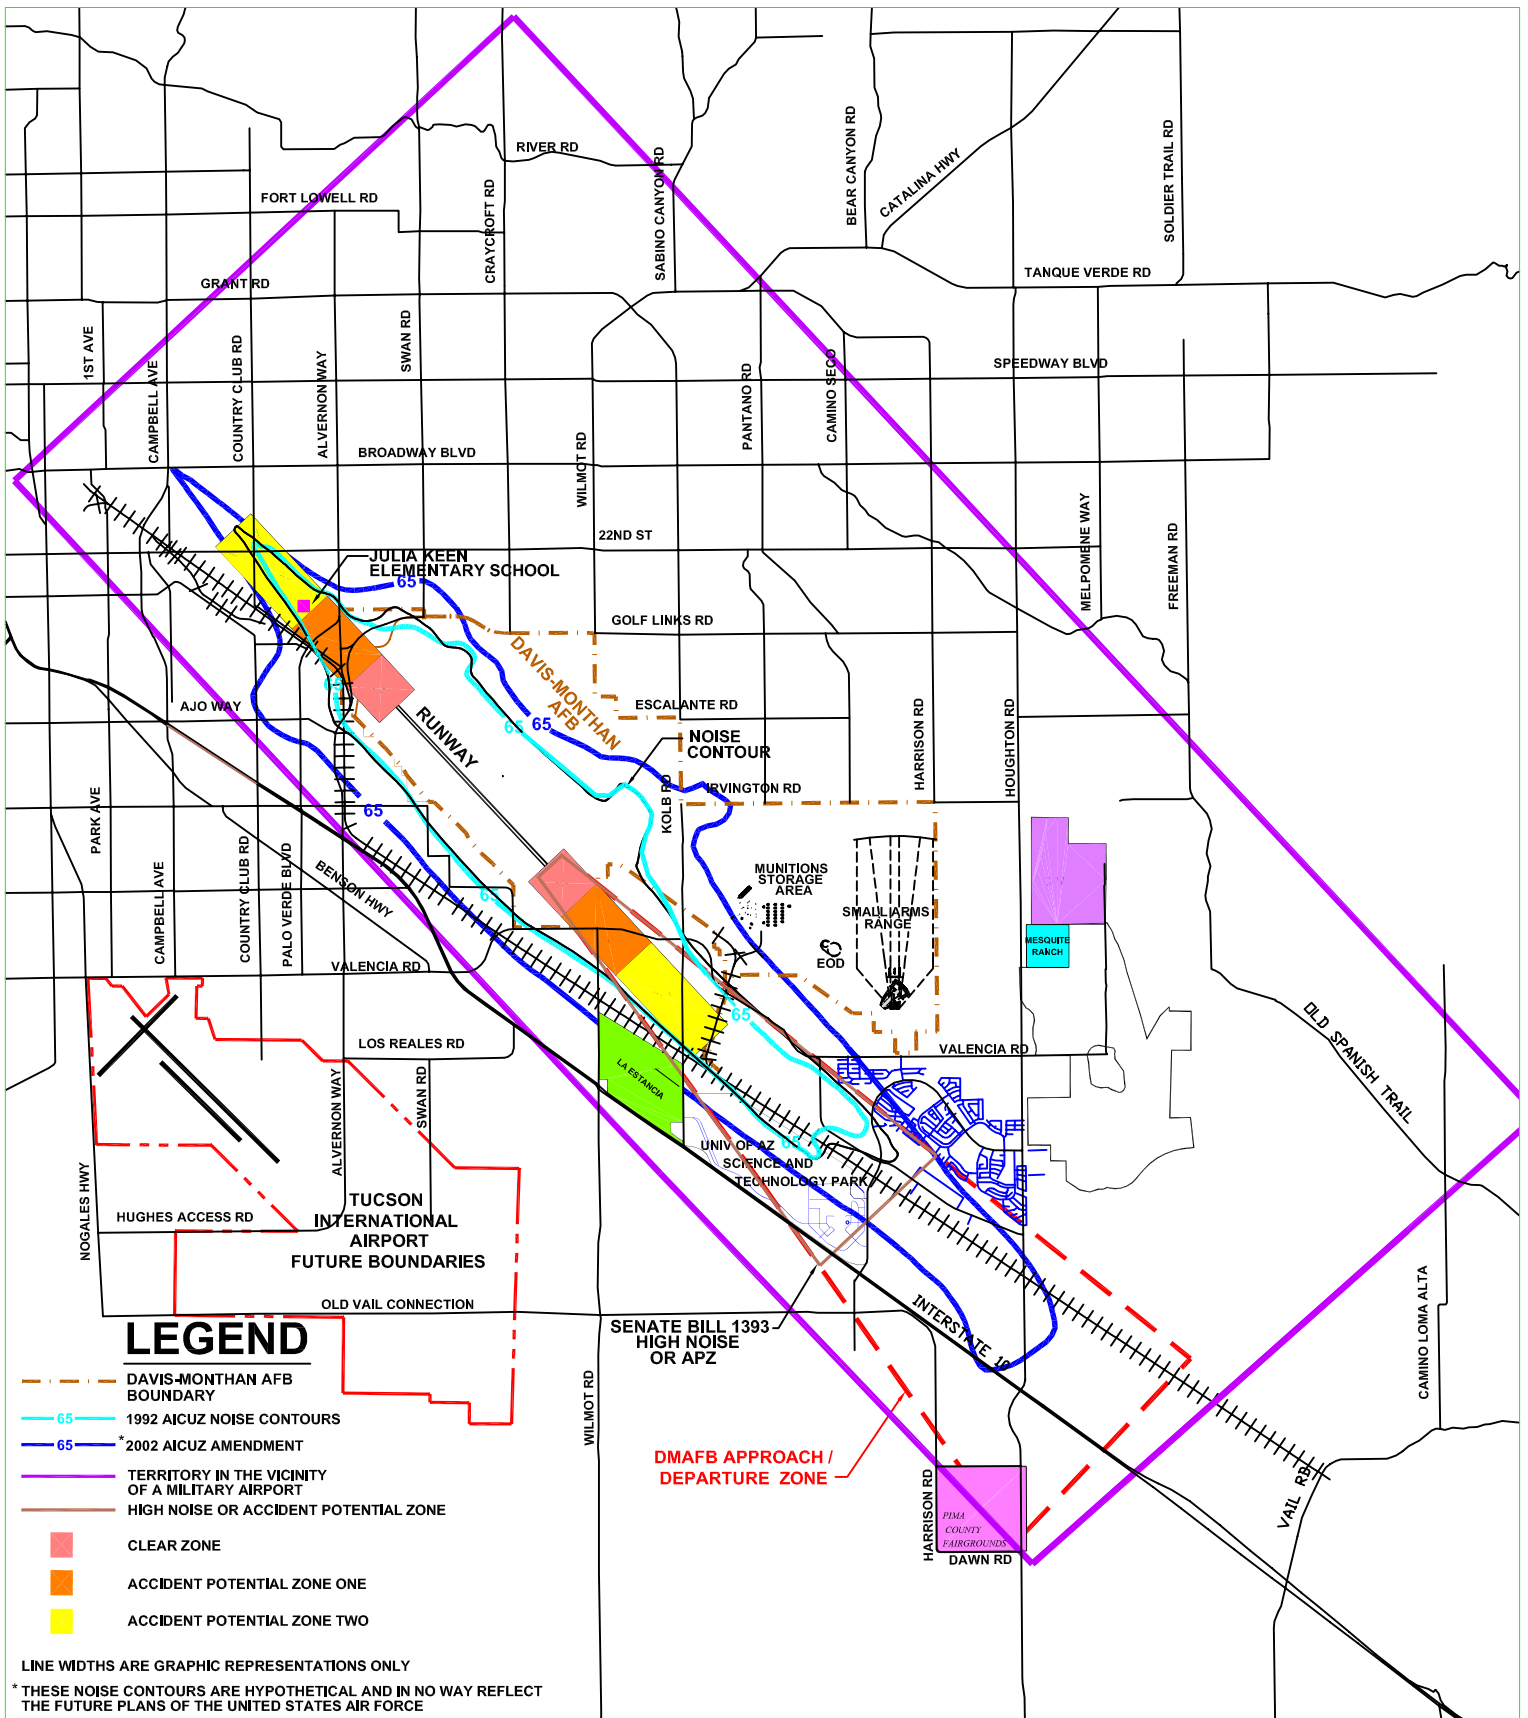 RIVER RD
FORT LOWELL RD
CRAYCROFT RD
SABINO CANYON RD
BEAR CANYON RD
CATALINA HWY
SOLDIER TRAIL RD
GRANT RD
TANQUE VERDE RD
1ST AVE
CAMPBELL AVE
COUNTRY CLUB RD
ALVERNON WAY
SWAN RD
WILMOT RD
PANTANO RD
CAMINO SECO
SPEEDWAY BLVD
BROADWAY BLVD
22ND ST
MELPOMENE WAY
FREEMAN RD
JULIA KEEN
ELEMENTARY SCHOOL
65
GOLF LINKS RD
DAVIS-MONTHAN
AFB
65
AJO WAY
RUNWAY
65
65
ESCALANTE RD
NOISE
CONTOUR
HARRISON RD
HOUGHTON RD
IRVINGTON RD
KOLB RD
65
PARK AVE
CAMPBELL AVE
COUNTRY CLUB RD
PALO VERDE BLVD
BENSON HWY
65
MUNITIONS
STORAGE
AREA
SMALL ARMS
RANGE
EOD
MESQUITE
RANCH
VALENCIA RD
65
LOS REALES RD
VALENCIA RD
OLD SPANISH TRAIL
LA ESTANCIA
ALVERNON WAY
SWAN RD
UNIV OF AZ
65
SCIENCE AND
TECHNOLOGY PARK
NOGALES HWY
HUGHES ACCESS RD
TUCSON
INTERNATIONAL
AIRPORT
FUTURE BOUNDARIES
OLD VAIL CONNECTION
SENATE BILL 1393
HIGH NOISE
OR APZ
INTERSTATE 10
CAMINO LOMA ALTA
WILMOT RD
DMAFB APPROACH /
DEPARTURE ZONE
HARRISON RD
PIMA
COUNTY
FAIRGROUNDS
DAWN RD
VAIL RD
LEGEND
DAVIS-MONTHAN AFB
BOUNDARY
65 1992 AICUZ NOISE CONTOURS
65 * 2002 AICUZ AMENDMENT
TERRITORY IN THE VICINITY
OF A MILITARY AIRPORT
HIGH NOISE OR ACCIDENT POTENTIAL ZONE
CLEAR ZONE
ACCIDENT POTENTIAL ZONE ONE
ACCIDENT POTENTIAL ZONE TWO
LINE WIDTHS ARE GRAPHIC REPRESENTATIONS ONLY
* THESE NOISE CONTOURS ARE HYPOTHETICAL AND IN NO WAY REFLECT
THE FUTURE PLANS OF THE UNITED STATES AIR FORCE